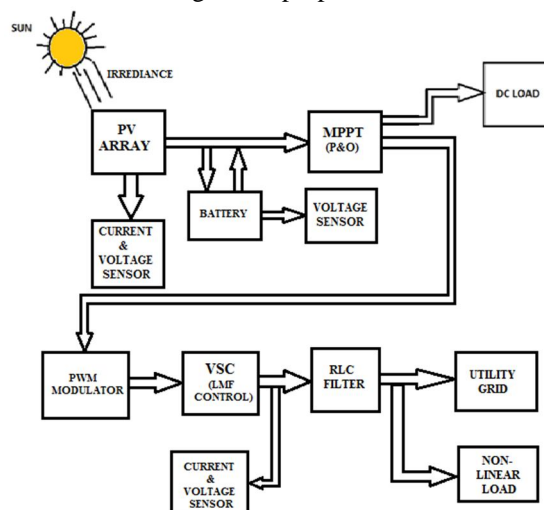 SUN
IRREDIANCE
PV
ARRAY
MPPT
(P&O)
DC LOAD
BATTERY
VOLTAGE
SENSOR
CURRENT
&
VOLTAGE
SENSOR
PWM
MODULATOR
VSC
(LMF
CONTROL)
RLC
FILTER
UTILITY
GRID
CURRENT
&
VOLTAGE
SENSOR
NON-
LINEAR
LOAD